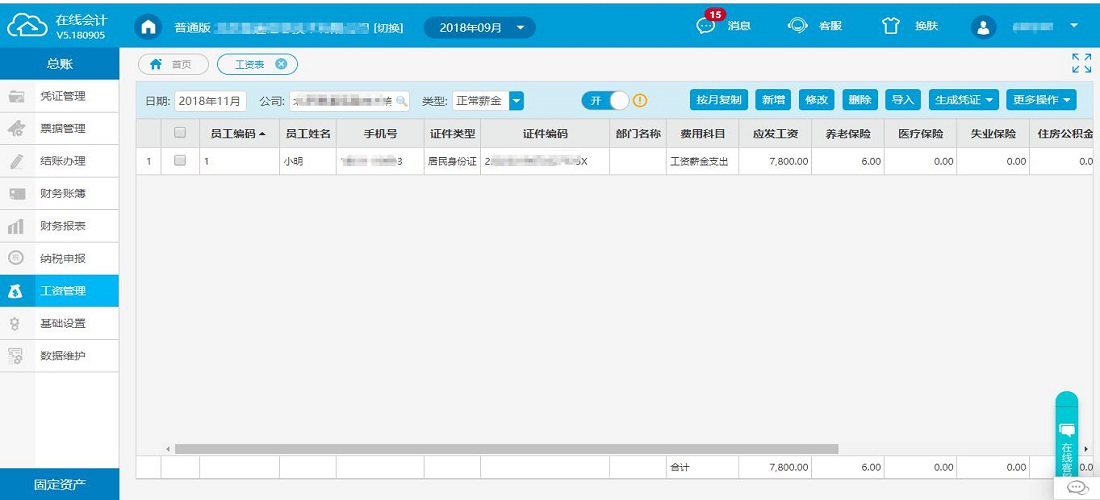 在线会计
V5.180905
普通版
[切换]
2018年09月
15
消息
客服
换肤
总账
首页
工资表
凭证管理
票据管理
结账办理
财务账簿
财务报表
纳税申报
工资管理
基础设置
数据维护
固定资产
日期: 2018年11月 公司: 类型: 正常薪金 开 按月复制 新增 修改 删除 导入 生成凭证 更多操作
员工编码 员工姓名 手机号 证件类型 证件编码 部门名称 费用科目 应发工资 养老保险 医疗保险 失业保险 住房公积金
1 1 小明 3 居民身份证 2 5X 工资薪金支出 7,800.00 6.00 0.00 0.00 0.0
合计 7,800.00 6.00 0.00 0.00 0.0
在线客